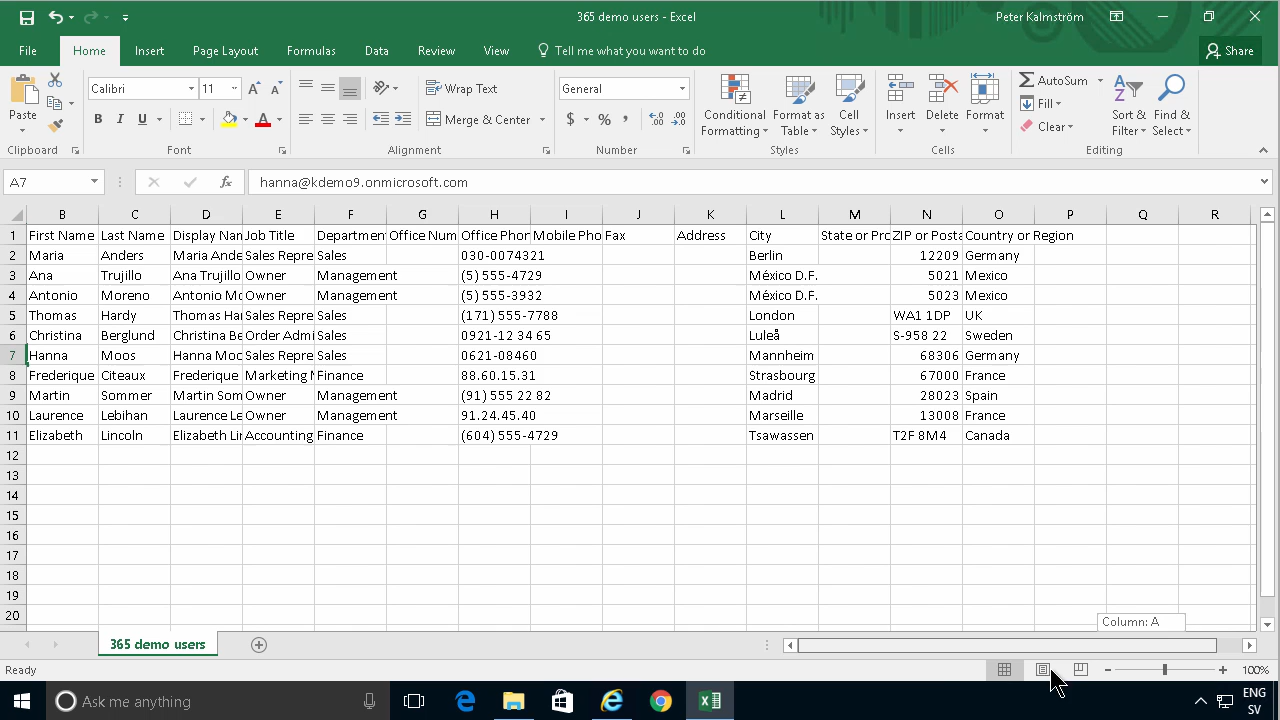 365 demo users - Excel
Peter Kalmström
File Home Insert Page Layout Formulas Data Review View Tell me what you want to do Share
Paste
Calibri 11
B I U
Wrap Text
Merge & Center
General
$ % ,
Conditional Formatting
Format as Table
Cell Styles
Insert Delete Format
AutoSum
Fill
Clear
Sort & Filter
Find & Select
Clipboard Font Alignment Number Styles Cells Editing
A7 fx hanna@kdemo9.onmicrosoft.com
B C D E F G H I J K L M N O P Q R
1 First Name Last Name Display Nam Job Title Departmen Office Num Office Phon Mobile Pho Fax Address City State or Pro ZIP or Posta Country or Region
2 Maria Anders Maria Ande Sales Repre Sales 030-0074321 Berlin 12209 Germany
3 Ana Trujillo Ana Trujillo Owner Management (5) 555-4729 México D.F. 5021 Mexico
4 Antonio Moreno Antonio Mo Owner Management (5) 555-3932 México D.F. 5023 Mexico
5 Thomas Hardy Thomas Har Sales Repre Sales (171) 555-7788 London WA1 1DP UK
6 Christina Berglund Christina Be Order Admi Sales 0921-12 34 65 Luleå S-958 22 Sweden
7 Hanna Moos Hanna Moo Sales Repre Sales 0621-08460 Mannheim 68306 Germany
8 Frederique Citeaux Frederique Marketing M Finance 88.60.15.31 Strasbourg 67000 France
9 Martin Sommer Martin Som Owner Management (91) 555 22 82 Madrid 28023 Spain
10 Laurence Lebihan Laurence Le Owner Management 91.24.45.40 Marseille 13008 France
11 Elizabeth Lincoln Elizabeth Lin Accounting Finance (604) 555-4729 Tsawassen T2F 8M4 Canada
12
13
14
15
16
17
18
19
20
Column: A
365 demo users
Ready 100%
Ask me anything
ENG
SV